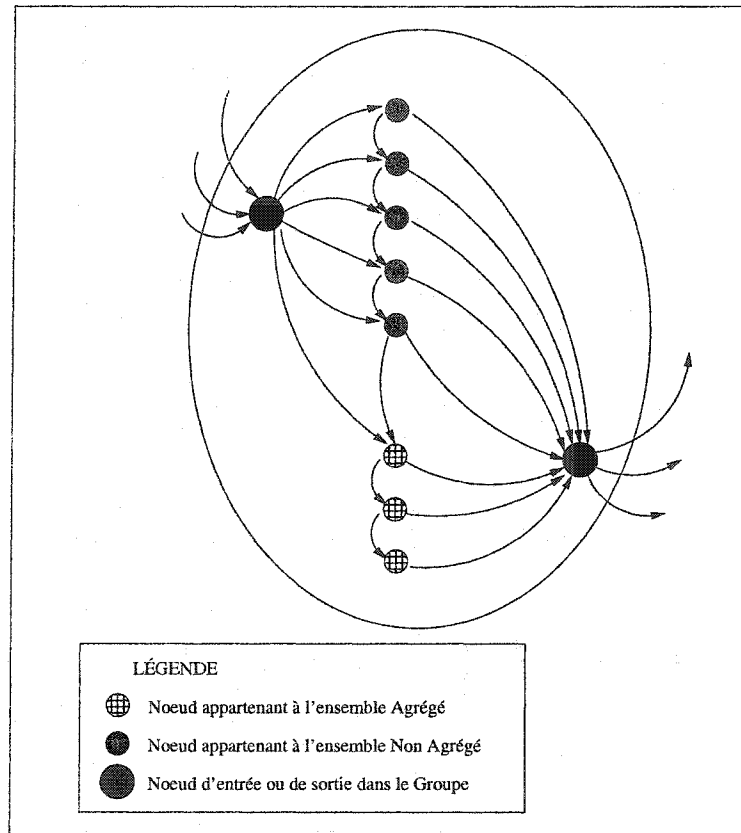 LÉGENDE
Noeud appartenant à l'ensemble Agrégé
Noeud appartenant à l'ensemble Non Agrégé
Noeud d'entrée ou de sortie dans le Groupe